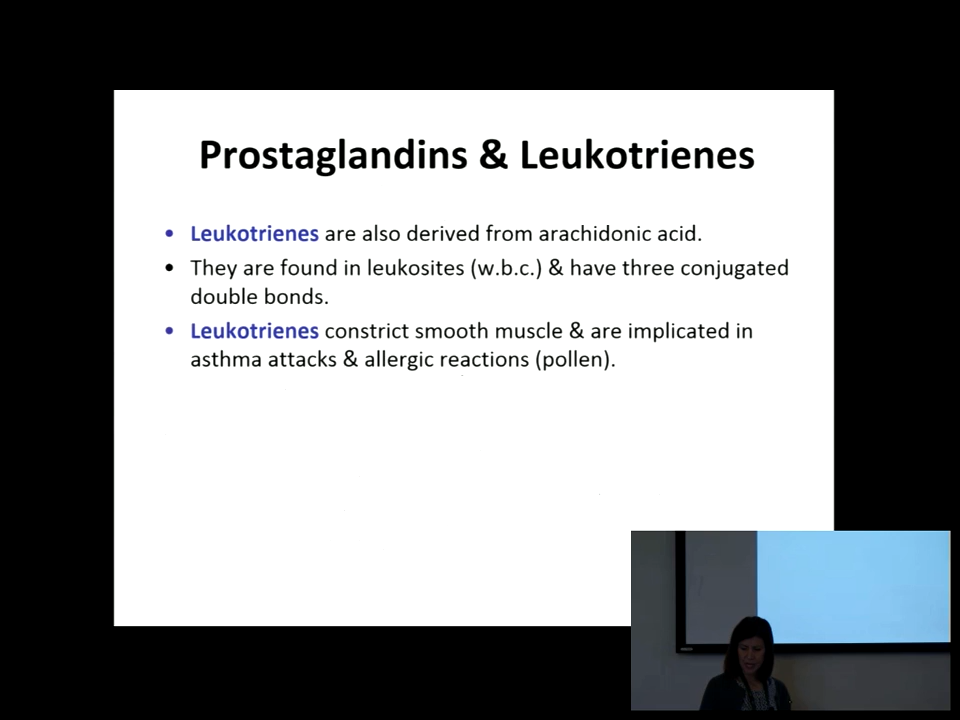 Prostaglandins & Leukotrienes
• Leukotrienes are also derived from arachidonic acid.
• They are found in leukosites (w.b.c.) & have three conjugated
double bonds.
• Leukotrienes constrict smooth muscle & are implicated in
asthma attacks & allergic reactions (pollen).